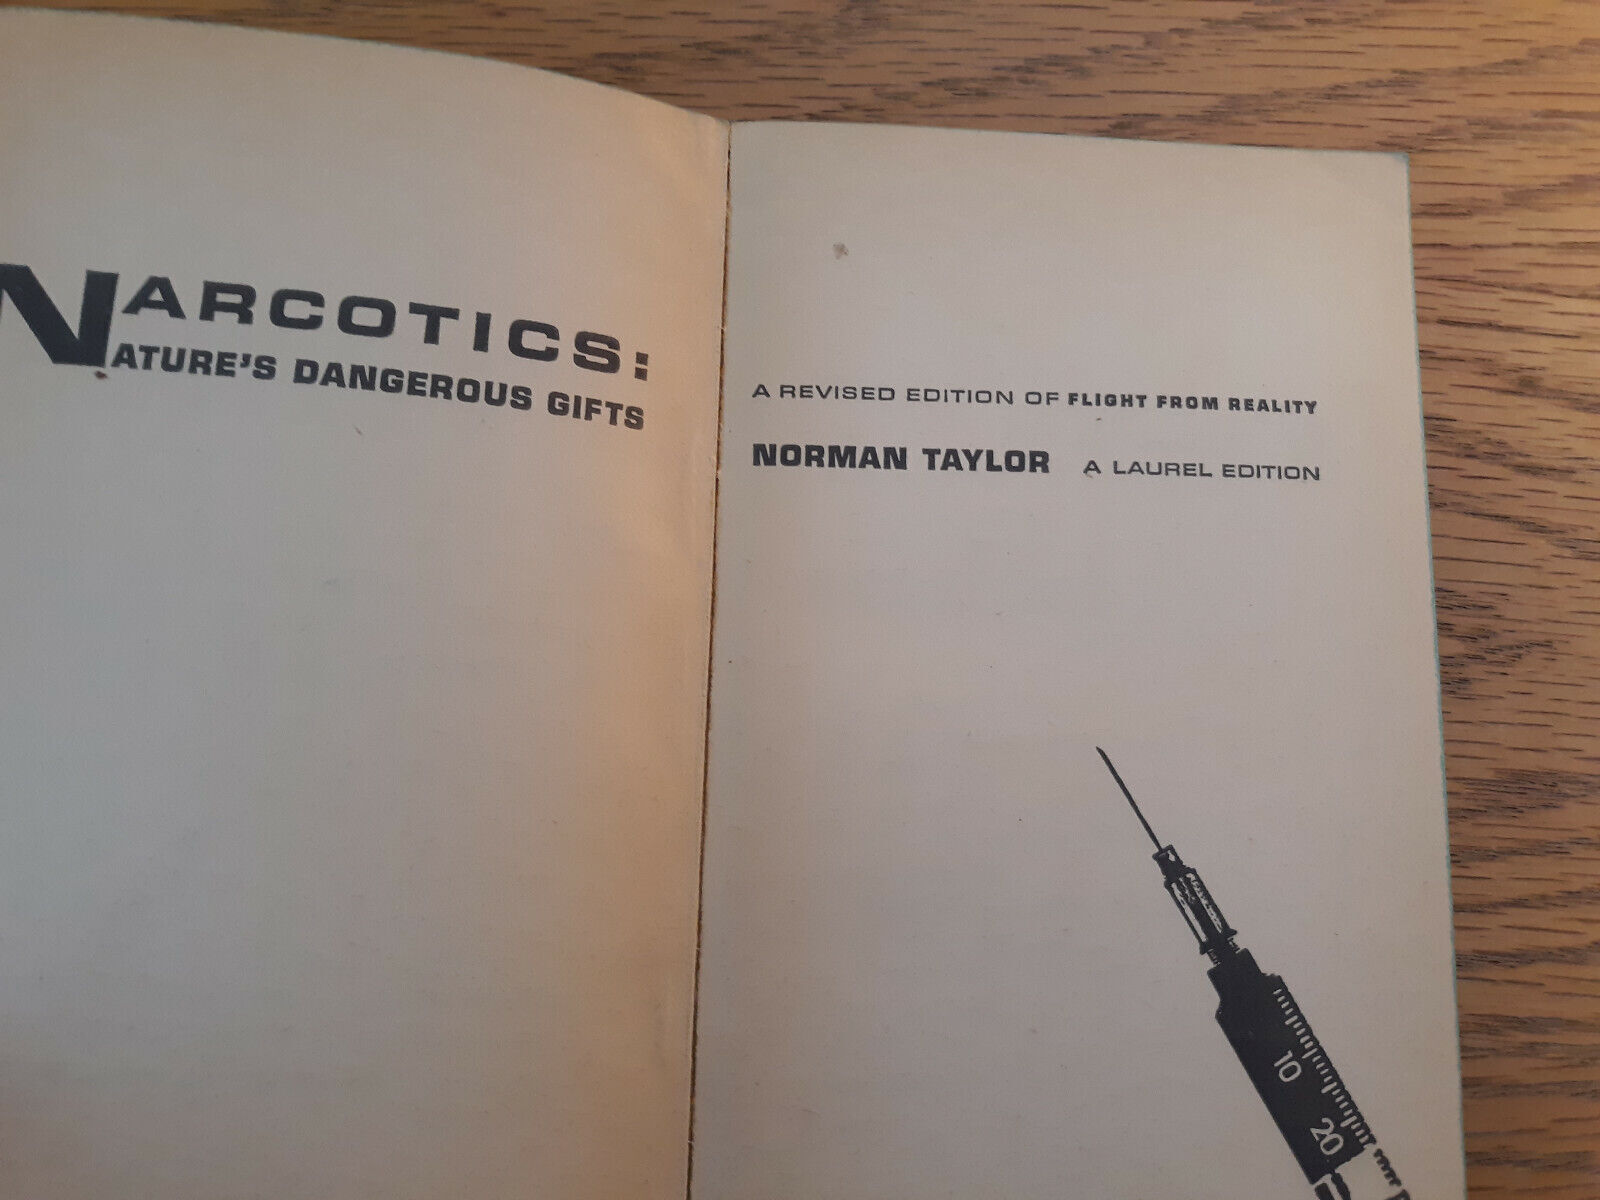 NARCOTICS:
NATURE'S DANGEROUS GIFTS
A REVISED EDITION OF FLIGHT FROM REALITY
NORMAN TAYLOR A LAUREL EDITION
10
20